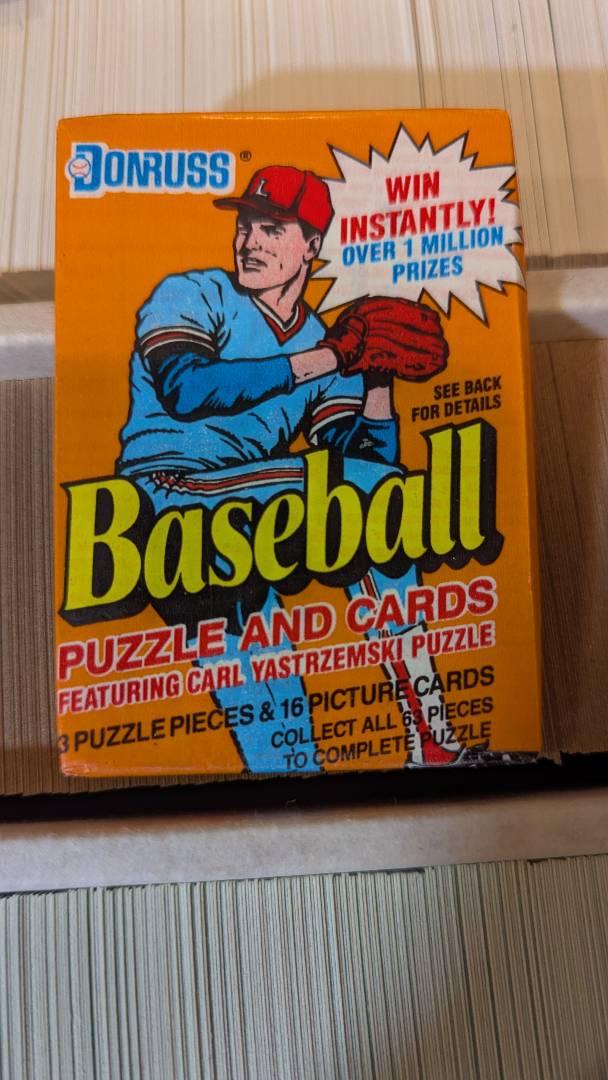 DONRUSS®
L
WIN
INSTANTLY!
OVER 1 MILLION
PRIZES
SEE BACK
FOR DETAILS
Baseball
PUZZLE AND CARDS
FEATURING CARL YASTRZEMSKI PUZZLE
3 PUZZLE PIECES & 16 PICTURE CARDS
COLLECT ALL 63 PIECES
TO COMPLETE PUZZLE